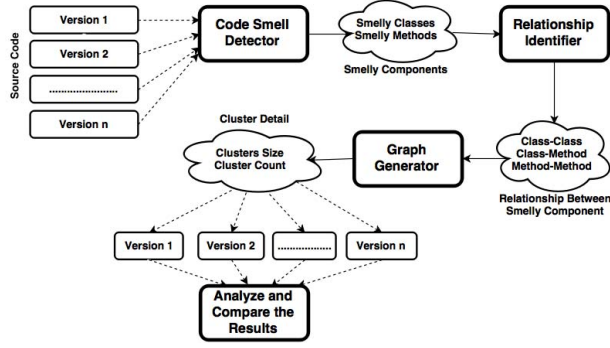 Source Code
Version 1
Version 2
........................
Version n
Code Smell
Detector
Smelly Classes
Smelly Methods
Smelly Components
Relationship
Identifier
Class-Class
Class-Method
Method-Method
Relationship Between
Smelly Component
Graph
Generator
Cluster Detail
Clusters Size
Cluster Count
Version 1
Version 2
...................
Version n
Analyze and
Compare the
Results